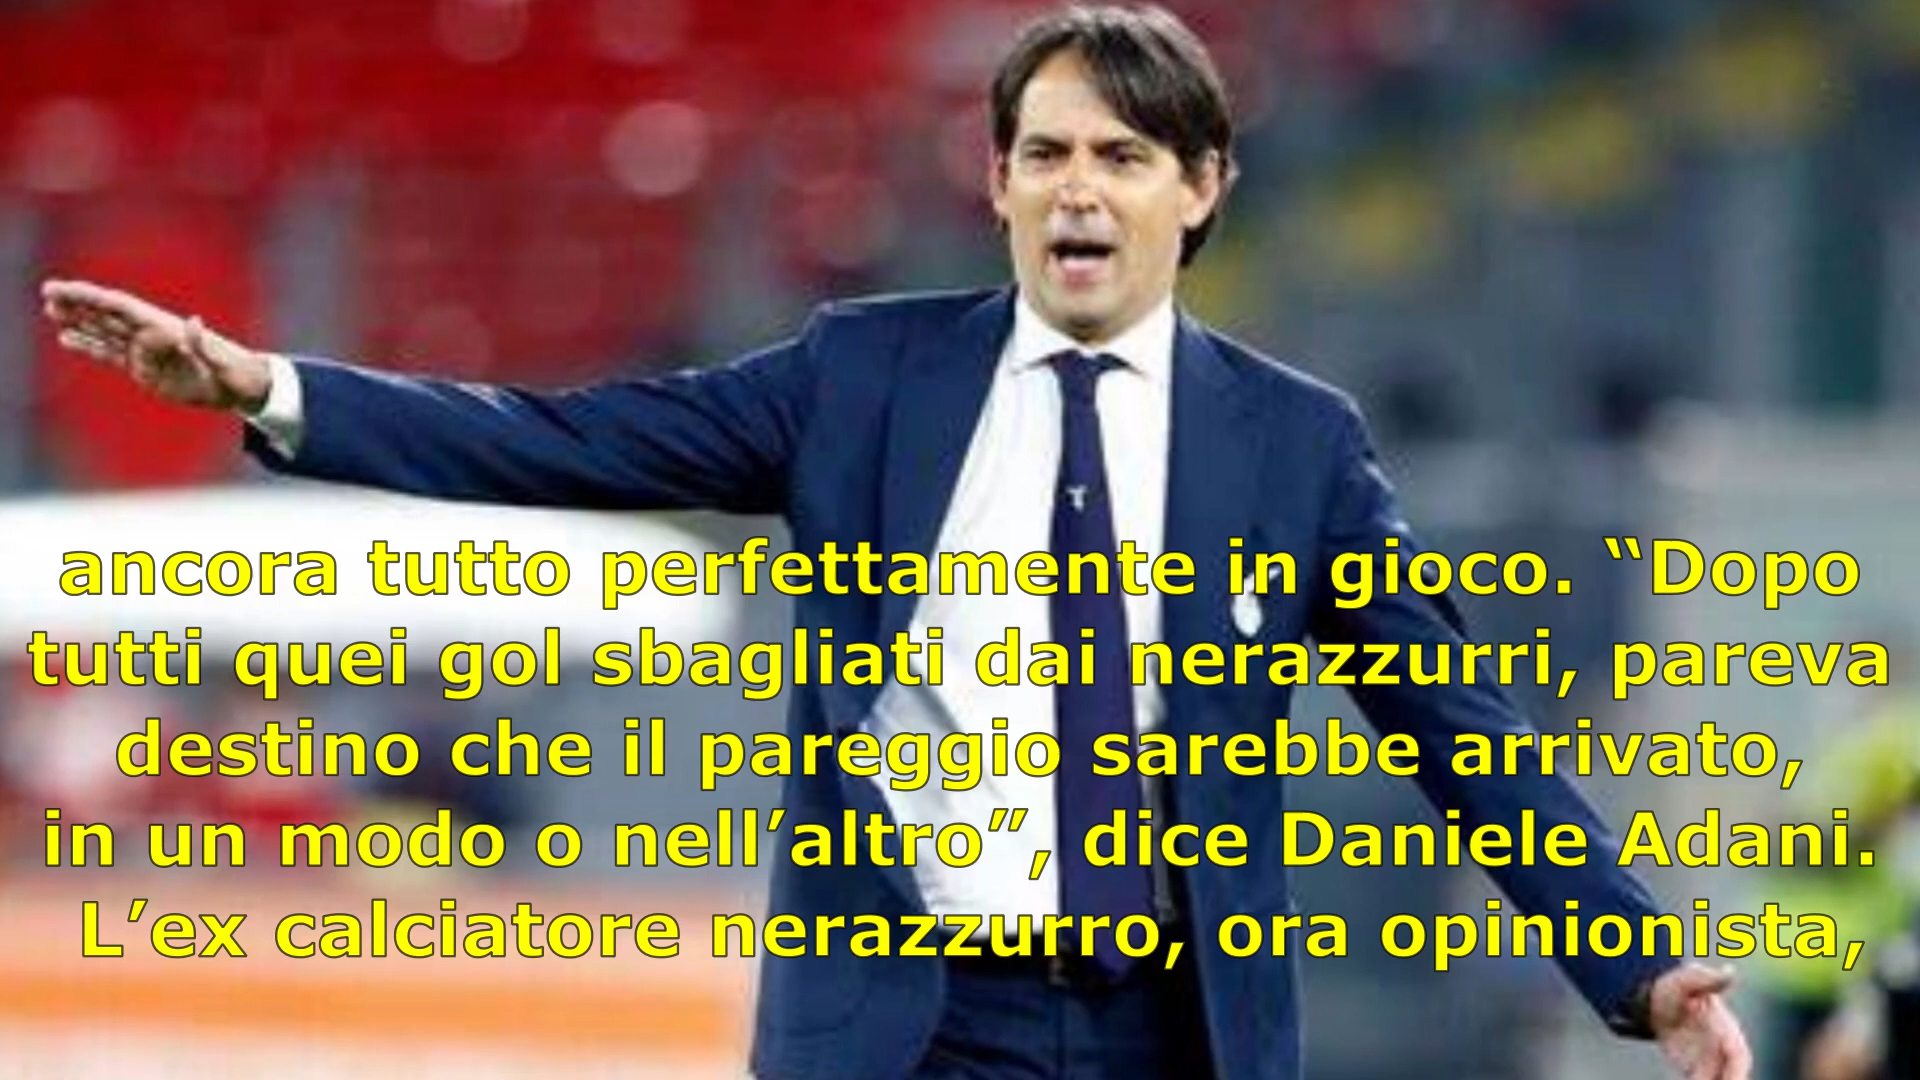 ancora tutto perfettamente in gioco. “Dopo
tutti quei gol sbagliati dai nerazzurri, pareva
destino che il pareggio sarebbe arrivato,
in un modo o nell’altro”, dice Daniele Adani.
L’ex calciatore nerazzurro, ora opinionista,